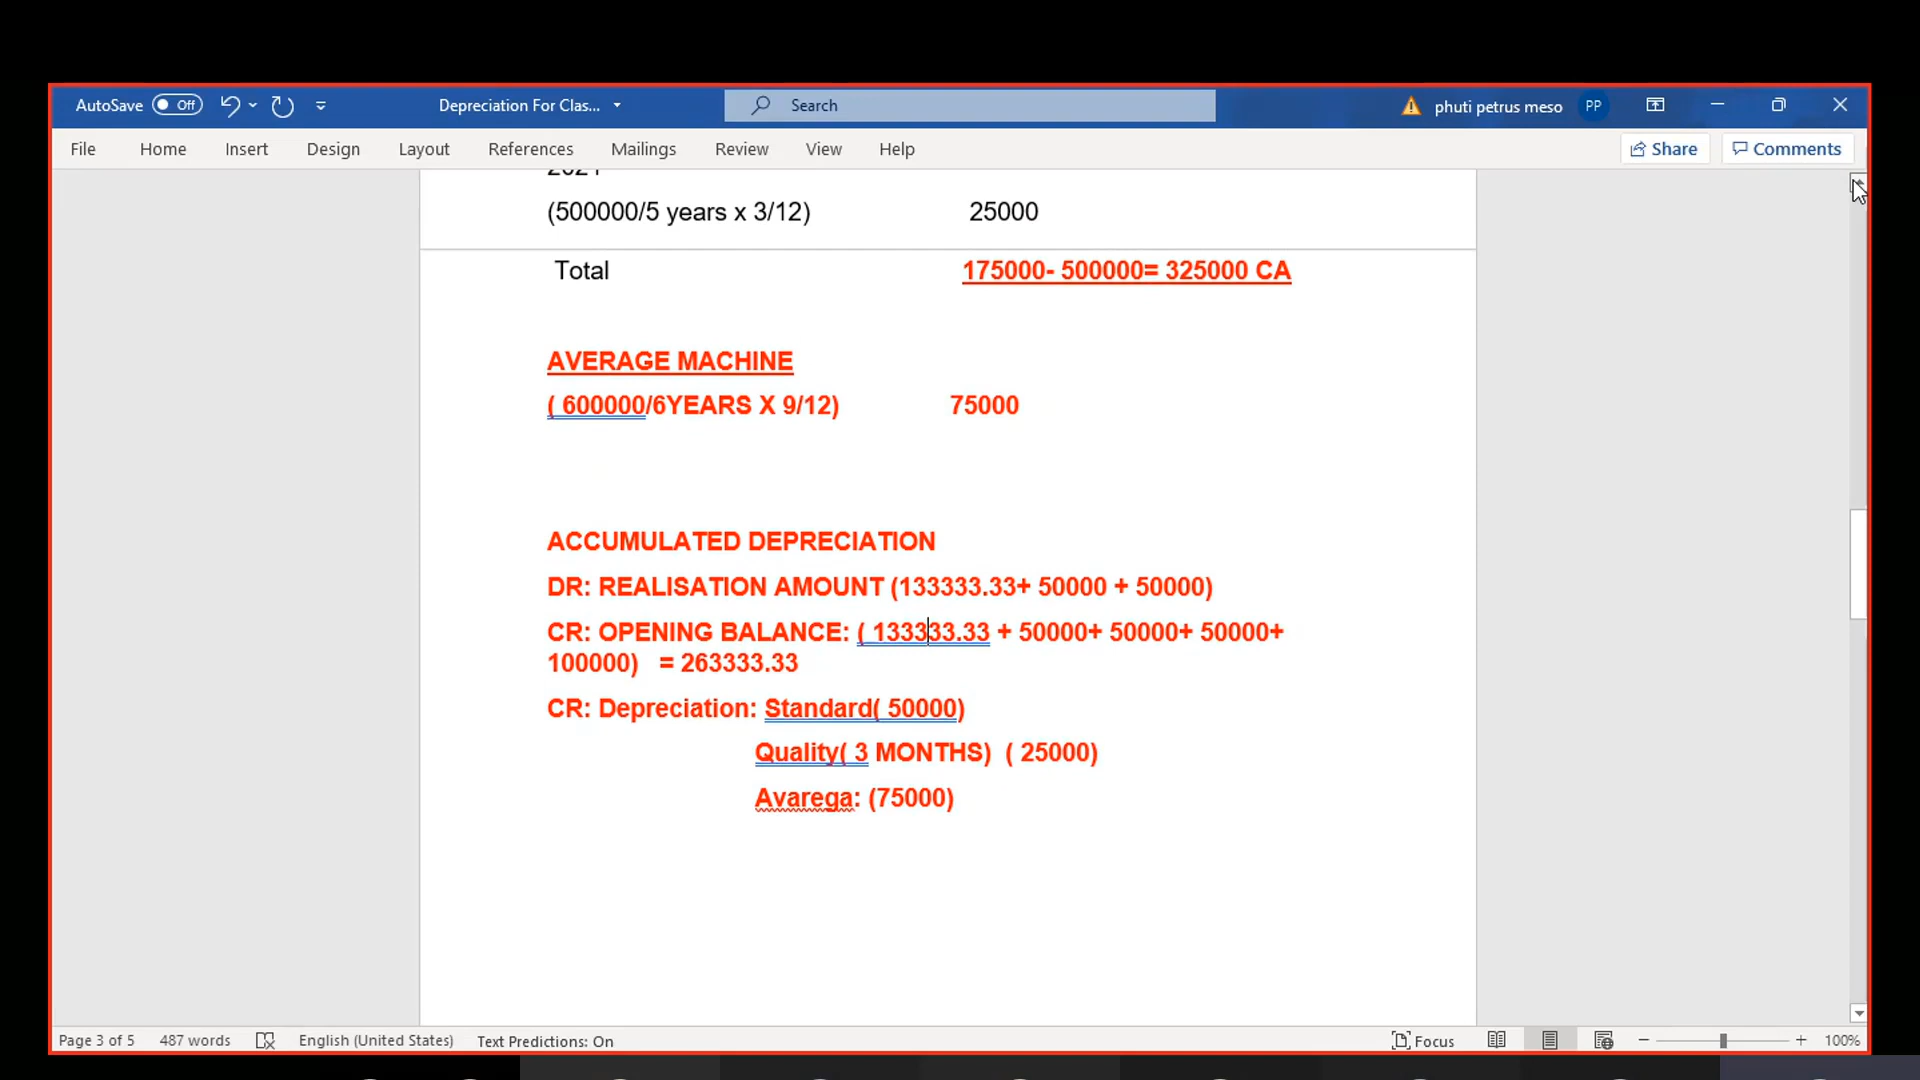 AutoSave Off Depreciation For Clas... Search phuti petrus meso PP
File Home Insert Design Layout References Mailings Review View Help Share Comments
(500000/5 years x 3/12) 25000
Total 175000- 500000= 325000 CA
AVERAGE MACHINE
( 600000/6YEARS X 9/12) 75000
ACCUMULATED DEPRECIATION
DR: REALISATION AMOUNT (133333.33+ 50000 + 50000)
CR: OPENING BALANCE: ( 133333.33 + 50000+ 50000+ 50000+
100000) = 263333.33
CR: Depreciation: Standard( 50000)
Quality( 3 MONTHS) ( 25000)
Avarega: (75000)
Page 3 of 5 487 words English (United States) Text Predictions: On Focus 100%